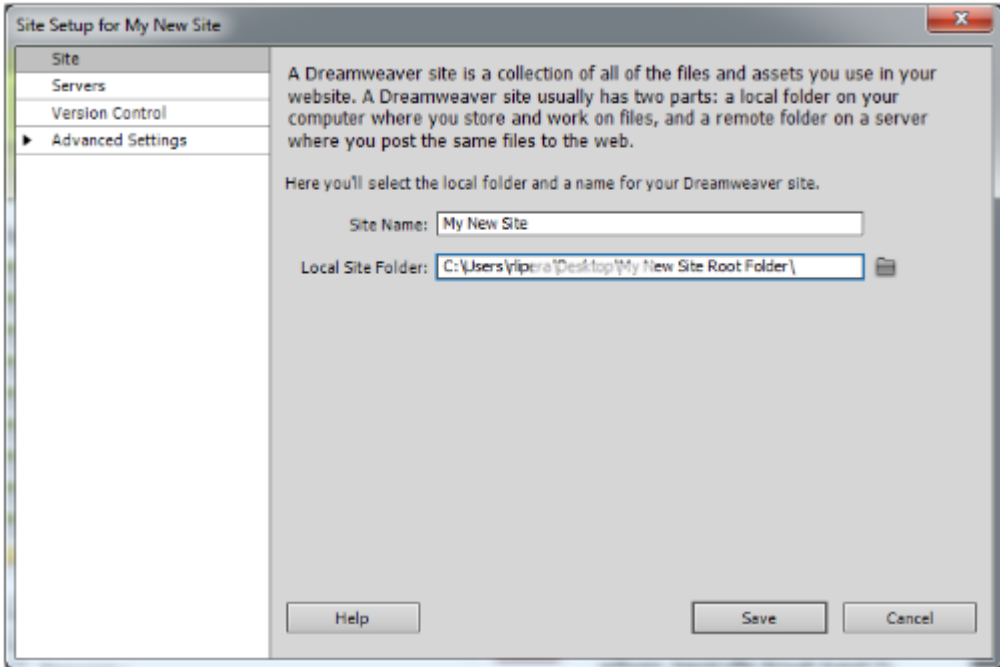 Site Setup for My New Site
Site
Servers
Version Control
Advanced Settings
A Dreamweaver site is a collection of all of the files and assets you use in your
website. A Dreamweaver site usually has two parts: a local folder on your
computer where you store and work on files, and a remote folder on a server
where you post the same files to the web.
Here you'll select the local folder and a name for your Dreamweaver site.
Site Name: My New Site
Local Site Folder: C:\Users\rlipera\Desktop\My New Site Root Folder\
Help
Save
Cancel